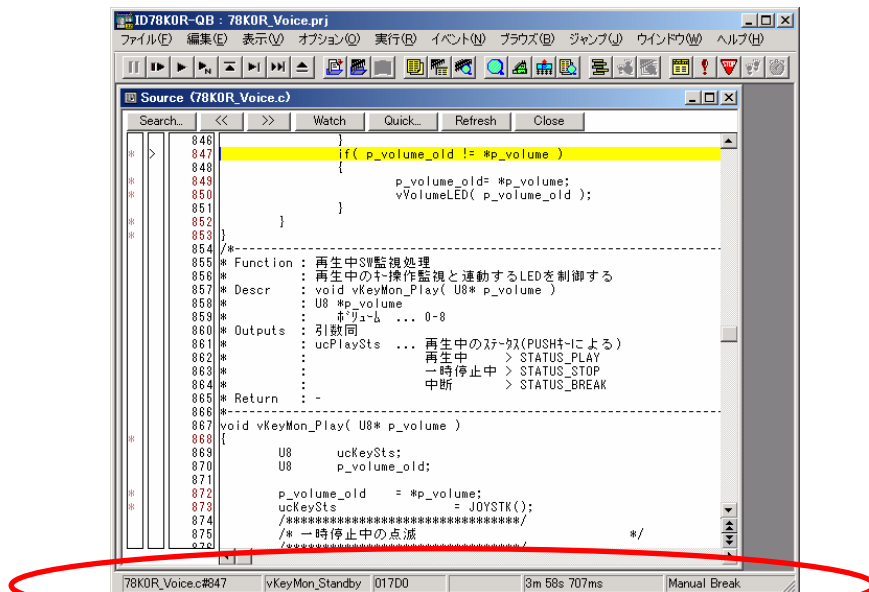 ID78K0R-QB : 78K0R_Voice.prj
ファイル(F) 編集(E) 表示(V) オプション(O) 実行(R) イベント(N) ブラウズ(B) ジャンプ(J) ウインドウ(W) ヘルプ(H)
Source (78K0R_Voice.c)
Search... << >> Watch Quick... Refresh Close
846 }
* > 847 if( p_volume_old != *p_volume )
848 {
* 849 p_volume_old= *p_volume;
* 850 vVolumeLED( p_volume_old );
851 }
* 852 }
* 853 }
854 /*------------------------------------------------------------
855 * Function : 再生中SW監視処理
856 * : 再生中のキー操作監視と連動するLEDを制御する
857 * Descr : void vKeyMon_Play( U8* p_volume )
858 * : U8 *p_volume
859 * : ボリューム ... 0-8
860 * Outputs : 引数同
861 * : ucPlaySts ... 再生中のステータス(PUSHキーによる)
862 * : 再生中 > STATUS_PLAY
863 * : 一時停止中 > STATUS_STOP
864 * : 中断 > STATUS_BREAK
865 * Return : -
866 *------------------------------------------------------------
867 void vKeyMon_Play( U8* p_volume )
* 868 {
869 U8 ucKeySts;
870 U8 p_volume_old;
871
* 872 p_volume_old = *p_volume;
* 873 ucKeySts = JOYSTK();
874 /********************************/
875 /* 一時停止中の点滅 */
876 /********************************/
78K0R_Voice.c#847 vKeyMon_Standby 017D0 3m 58s 707ms Manual Break